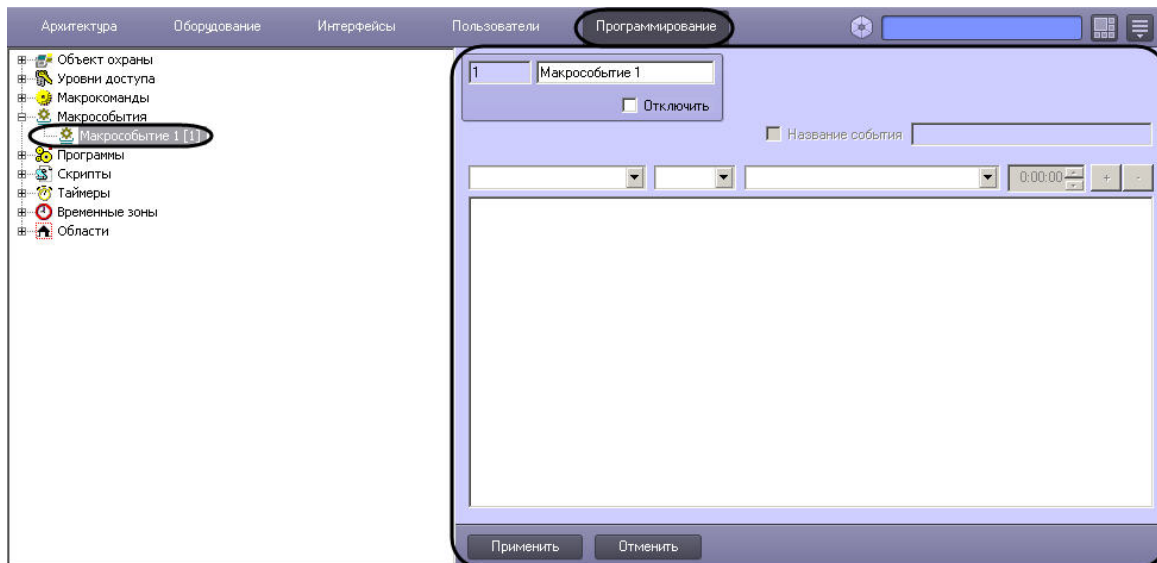 Архитектура Оборудование Интерфейсы Пользователи Программирование
Объект охраны
Уровни доступа
Макрокоманды
Макрособытия
Макрособытие 1 [1]
Программы
Скрипты
Таймеры
Временные зоны
Области
1 Макрособытие 1
Отключить
Название события
0:00:00 + -
Применить Отменить